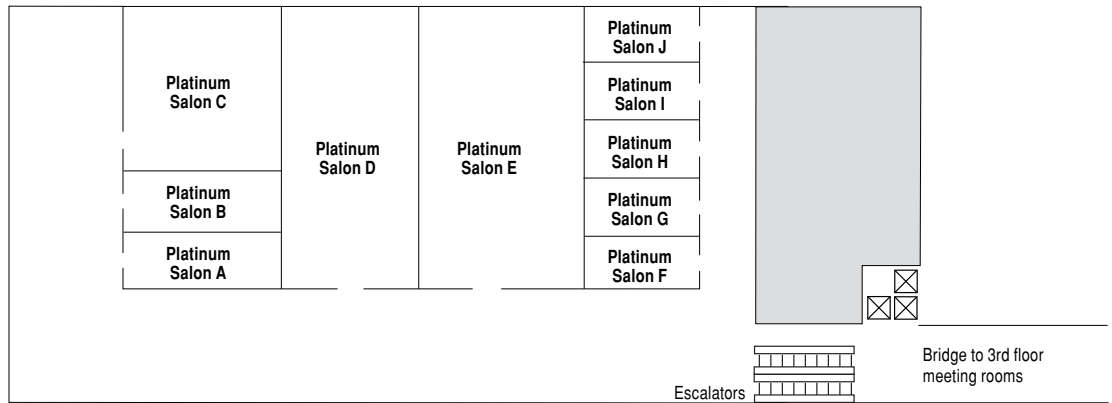 Platinum
Salon C
Platinum
Salon B
Platinum
Salon A
Platinum
Salon D
Platinum
Salon E
Platinum
Salon J
Platinum
Salon I
Platinum
Salon H
Platinum
Salon G
Platinum
Salon F
Escalators
Bridge to 3rd floor
meeting rooms